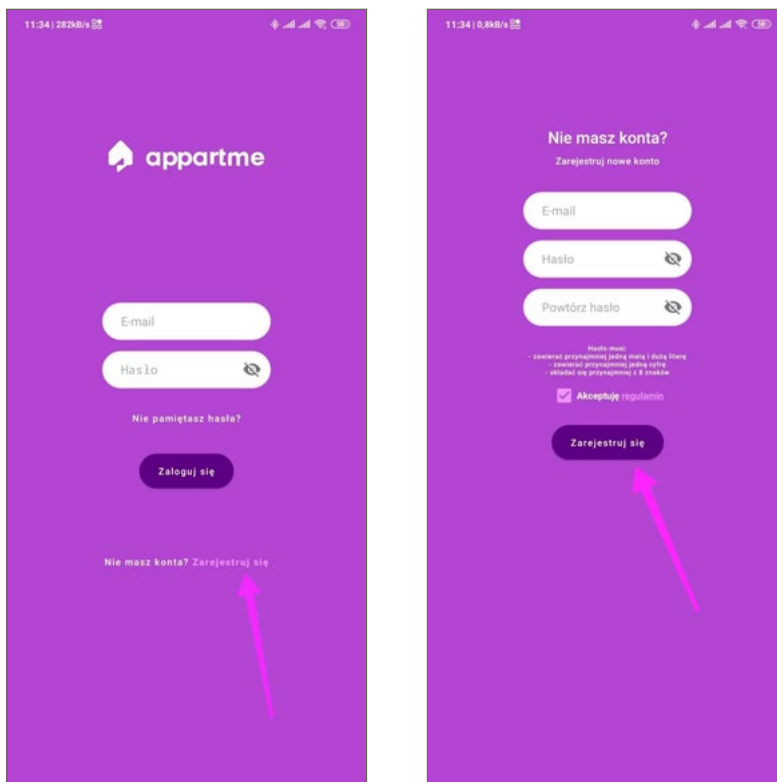 11:34 | 282kB/s
58
appartme
E-mail
Hasło
Nie pamiętasz hasła?
Zaloguj się
Nie masz konta? Zarejestruj się
11:34 | 0,8kB/s
58
Nie masz konta?
Zarejestruj nowe konto
E-mail
Hasło
Powtórz hasło
Hasło musi:
- zawierać przynajmniej jedną małą i dużą literę
- zawierać przynajmniej jedną cyfrę
- składać się przynajmniej z 8 znaków
Akceptuję regulamin
Zarejestruj się